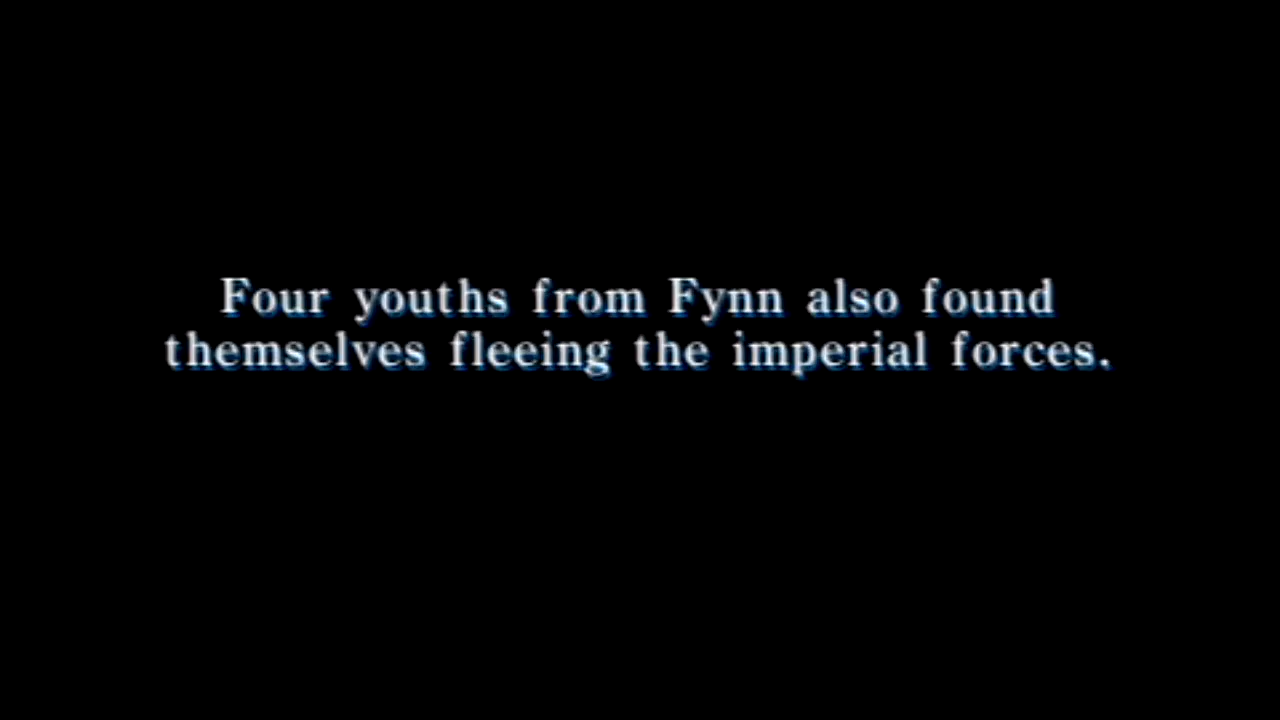 Four youths from Fynn also found
themselves fleeing the imperial forces.